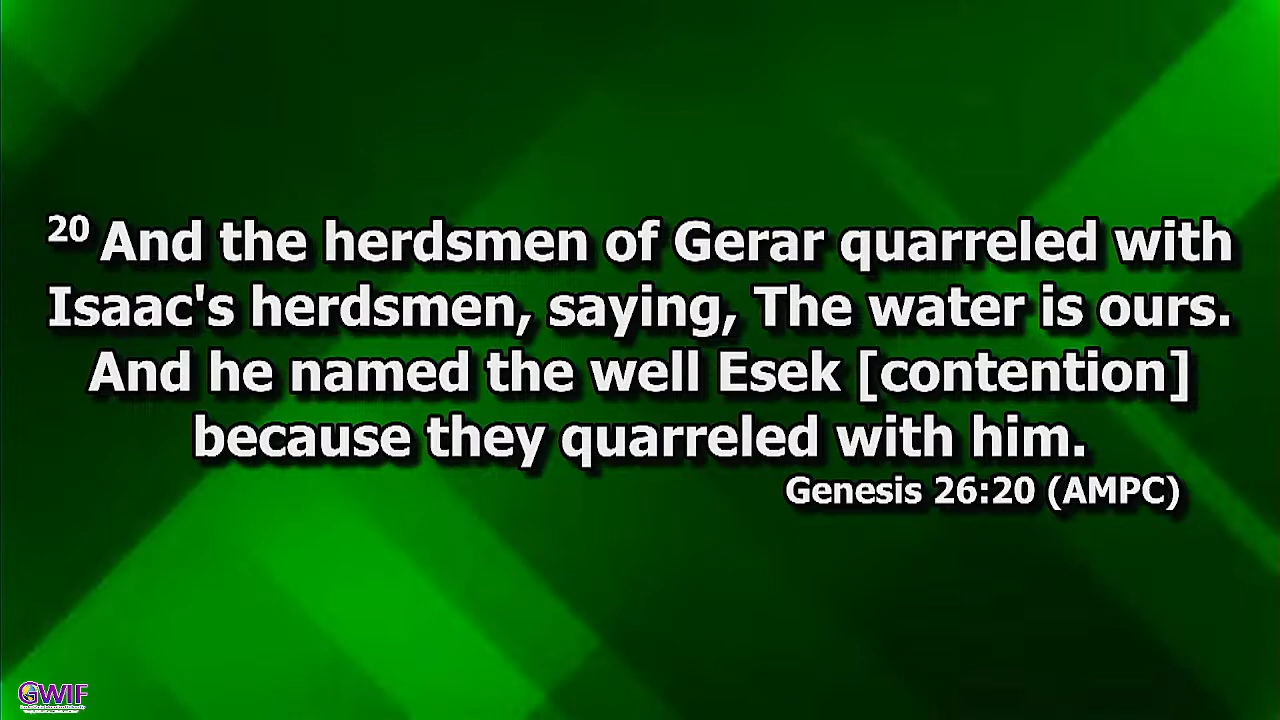 20 And the herdsmen of Gerar quarreled with
Isaac's herdsmen, saying, The water is ours.
And he named the well Esek [contention]
because they quarreled with him.
Genesis 26:20 (AMPC)
GWIF